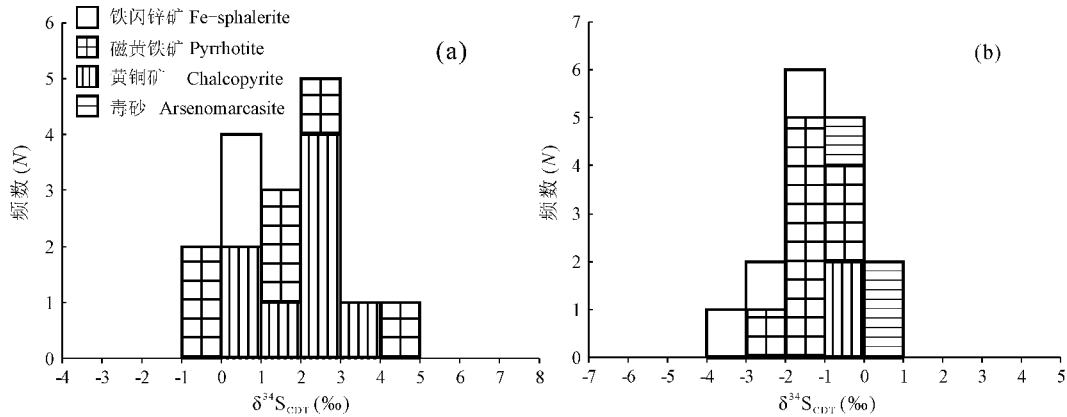 6
5
4
3
2
1
0
频数 (N)
铁闪锌矿 Fe-sphalerite
磁黄铁矿 Pyrrhotite
黄铜矿 Chalcopyrite
毒砂 Arsenomarcasite
(a)
-4 -3 -2 -1 0 1 2 3 4 5 6 7 8
δ³⁴S_CDT (‰)
7
6
5
4
3
2
1
0
频数 (N)
(b)
-7 -6 -5 -4 -3 -2 -1 0 1 2 3 4 5
δ³⁴S_CDT (‰)